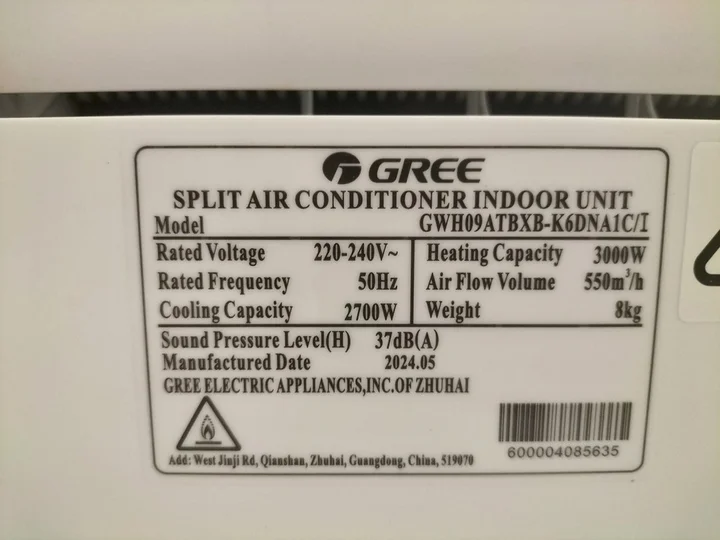 GREE
SPLIT AIR CONDITIONER INDOOR UNIT
Model GWH09ATBXB-K6DNA1C/I
Rated Voltage 220-240V~ Heating Capacity 3000W
Rated Frequency 50Hz Air Flow Volume 550m³/h
Cooling Capacity 2700W Weight 8kg
Sound Pressure Level(H) 37dB(A)
Manufactured Date 2024.05
GREE ELECTRIC APPLIANCES,INC.OF ZHUHAI
600004085635
Add: West Jinji Rd, Qianshan, Zhuhai, Guangdong, China, 519070